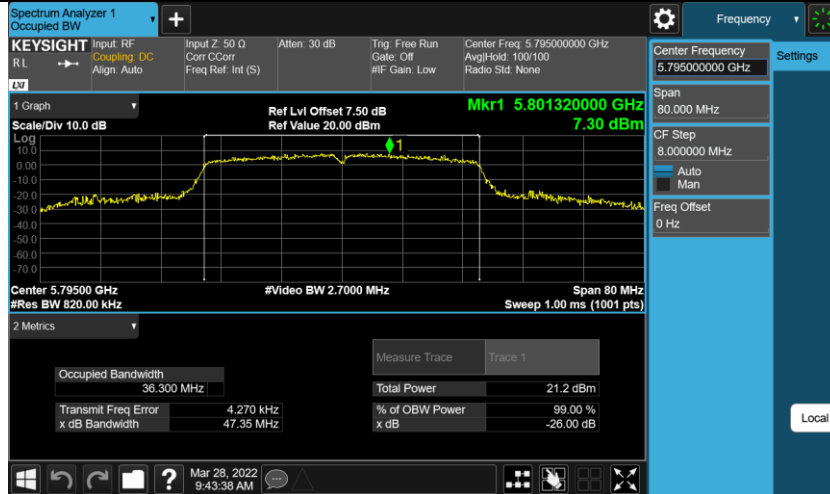 Spectrum Analyzer 1
Occupied BW
Frequency
KEYSIGHT
R L
LXI
Input: RF
Coupling: DC
Align: Auto
Input Z: 50 Ω
Corr CCorr
Freq Ref: Int (S)
Atten: 30 dB
Trig: Free Run
Gate: Off
#IF Gain: Low
Center Freq: 5.795000000 GHz
Avg|Hold: 100/100
Radio Std: None
Center Frequency
5.795000000 GHz
Settings
Span
80.000 MHz
CF Step
8.000000 MHz
Auto
Man
Freq Offset
0 Hz
Local
1 Graph
Scale/Div 10.0 dB
Ref Lvl Offset 7.50 dB
Ref Value 20.00 dBm
Mkr1 5.801320000 GHz
7.30 dBm
Log
10.0
0.00
-10.0
-20.0
-30.0
-40.0
-50.0
-60.0
-70.0
1
Center 5.79500 GHz
#Res BW 820.00 kHz
#Video BW 2.7000 MHz
Span 80 MHz
Sweep 1.00 ms (1001 pts)
2 Metrics
Measure Trace
Trace 1
Occupied Bandwidth
36.300 MHz
Total Power
21.2 dBm
Transmit Freq Error
4.270 kHz
% of OBW Power
99.00 %
x dB Bandwidth
47.35 MHz
x dB
-26.00 dB
Mar 28, 2022
9:43:38 AM